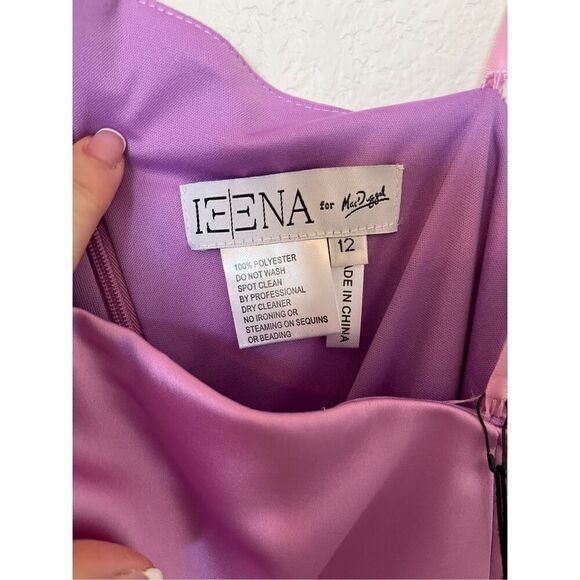 IEENA for Mac Duggal
12
100% POLYESTER
DO NOT WASH
SPOT CLEAN
BY PROFESSIONAL
DRY CLEANER
NO IRONING OR
STEAMING ON SEQUINS
OR BEADING
MADE IN CHINA